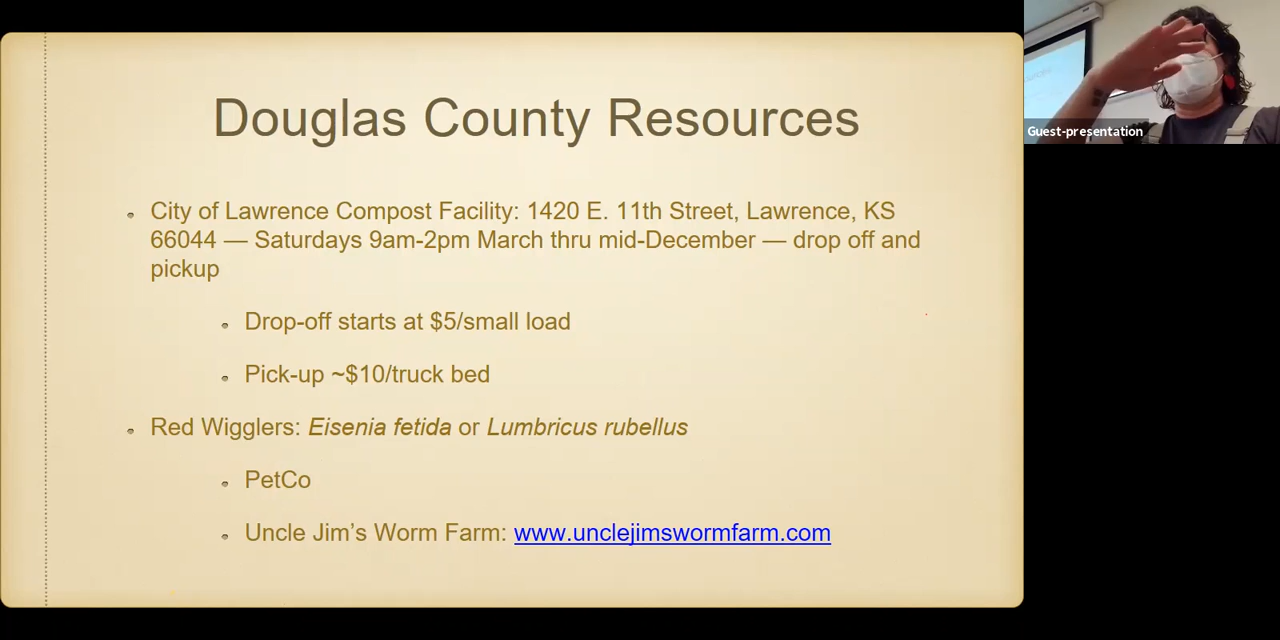 Douglas County Resources
City of Lawrence Compost Facility: 1420 E. 11th Street, Lawrence, KS
66044 — Saturdays 9am-2pm March thru mid-December — drop off and
pickup
Drop-off starts at $5/small load
Pick-up ~$10/truck bed
Red Wigglers: Eisenia fetida or Lumbricus rubellus
PetCo
Uncle Jim’s Worm Farm: www.unclejimswormfarm.com
Guest-presentation